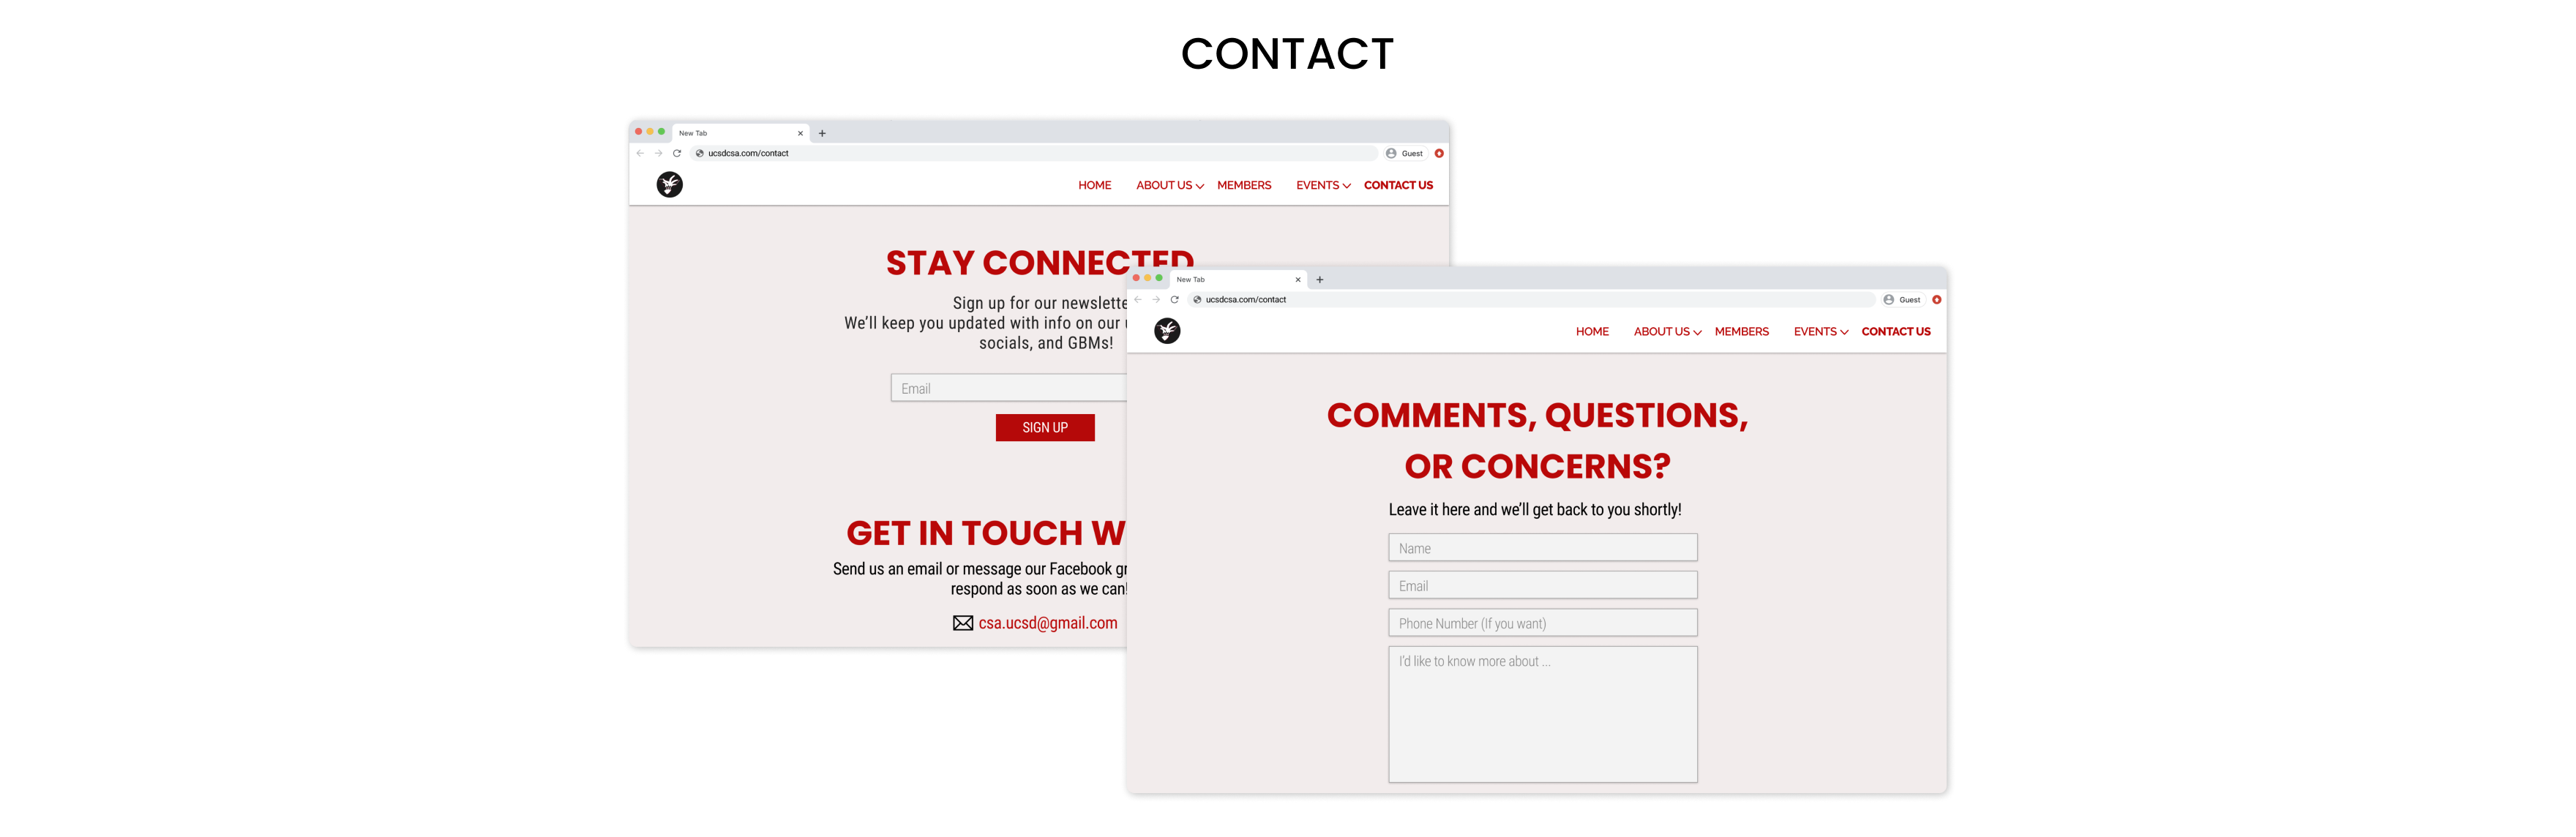 CONTACT
New Tab
ucsdcsa.com/contact
Guest
HOME ABOUT US MEMBERS EVENTS CONTACT US
STAY CONNECTED
Sign up for our newslette
We'll keep you updated with info on our
socials, and GBMs!
Email
SIGN UP
GET IN TOUCH W
Send us an email or message our Facebook gr
respond as soon as we can!
csa.ucsd@gmail.com
New Tab
ucsdcsa.com/contact
Guest
HOME ABOUT US MEMBERS EVENTS CONTACT US
COMMENTS, QUESTIONS,
OR CONCERNS?
Leave it here and we'll get back to you shortly!
Name
Email
Phone Number (If you want)
I'd like to know more about ...